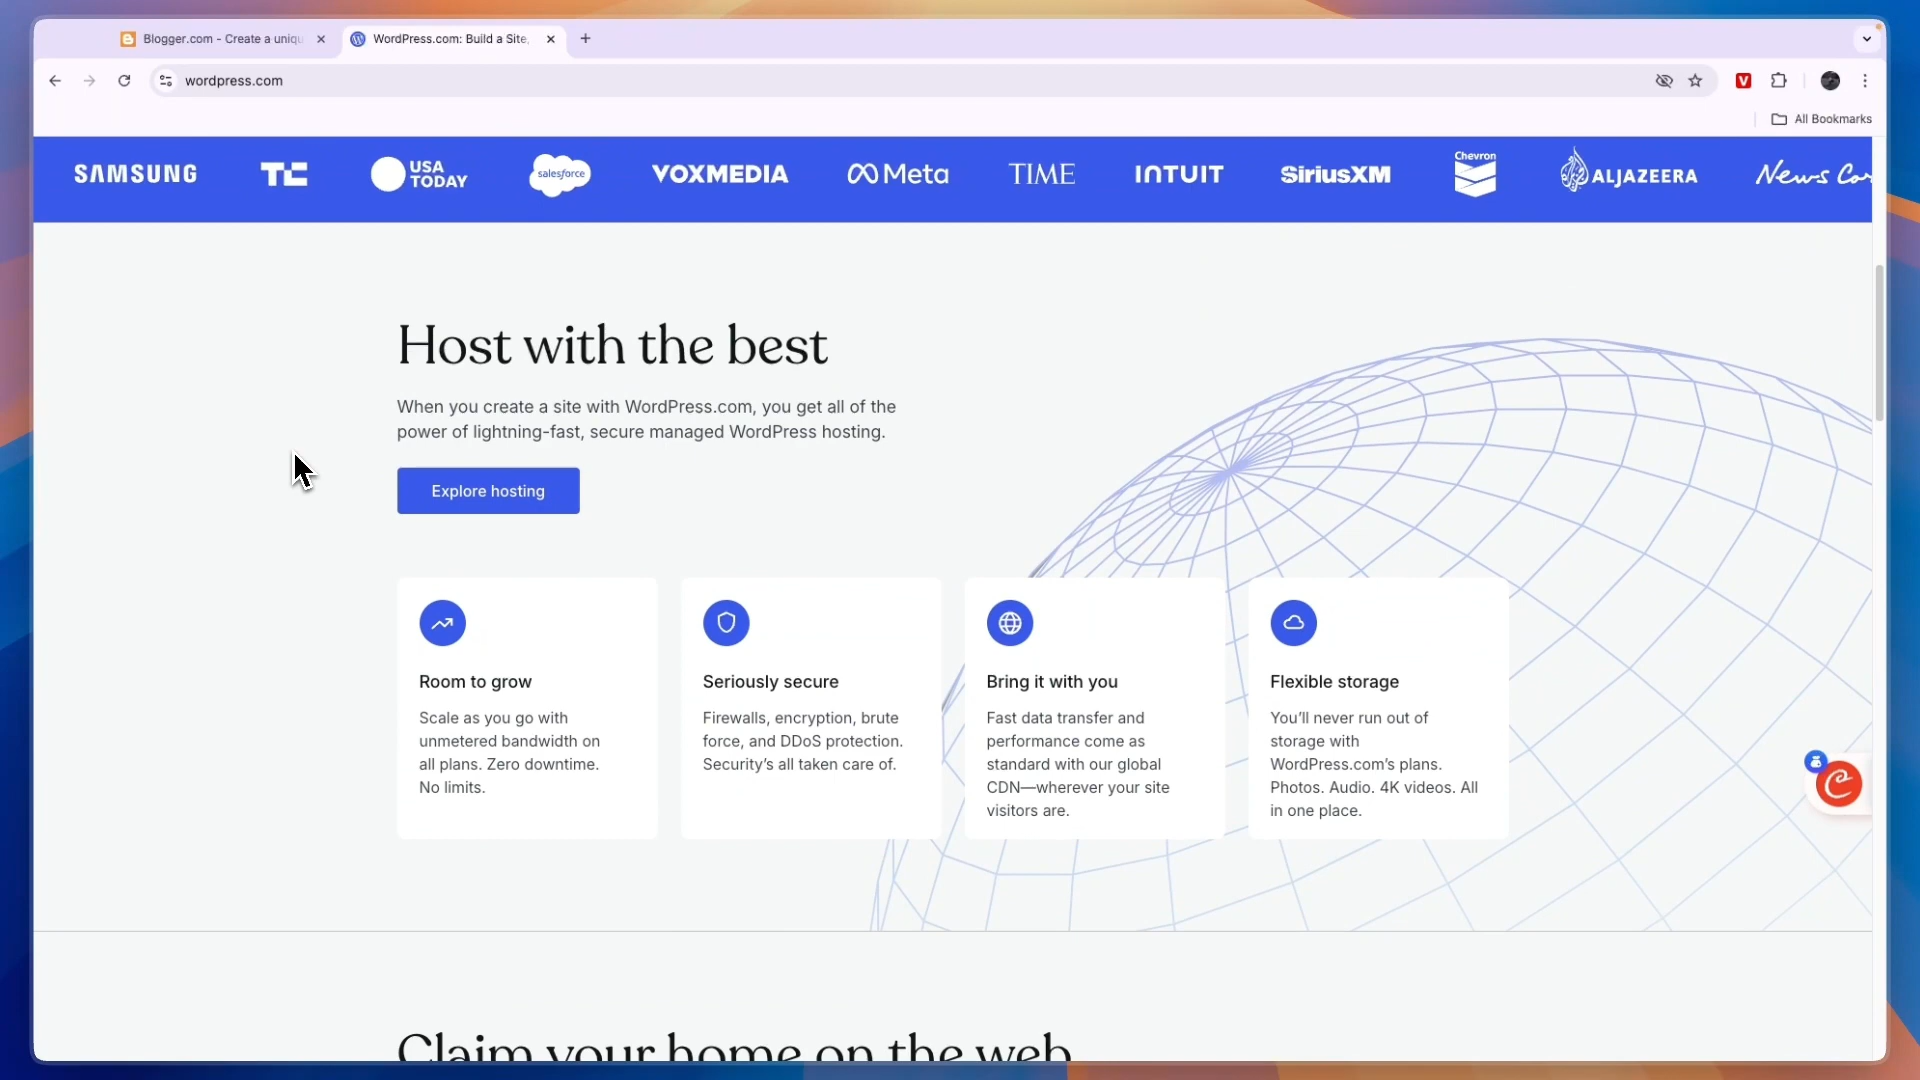 Blogger.com - Create a uniqu
WordPress.com: Build a Site,
wordpress.com
All Bookmarks
SAMSUNG
TC
USA
TODAY
salesforce
VOXMEDIA
Meta
TIME
INTUIT
SiriusXM
Chevron
ALJAZEERA
News Cor
Host with the best
When you create a site with WordPress.com, you get all of the
power of lightning-fast, secure managed WordPress hosting.
Explore hosting
Room to grow
Scale as you go with
unmetered bandwidth on
all plans. Zero downtime.
No limits.
Seriously secure
Firewalls, encryption, brute
force, and DDoS protection.
Security's all taken care of.
Bring it with you
Fast data transfer and
performance come as
standard with our global
CDN—wherever your site
visitors are.
Flexible storage
You'll never run out of
storage with
WordPress.com's plans.
Photos. Audio. 4K videos. All
in one place.
Claim your home on the web